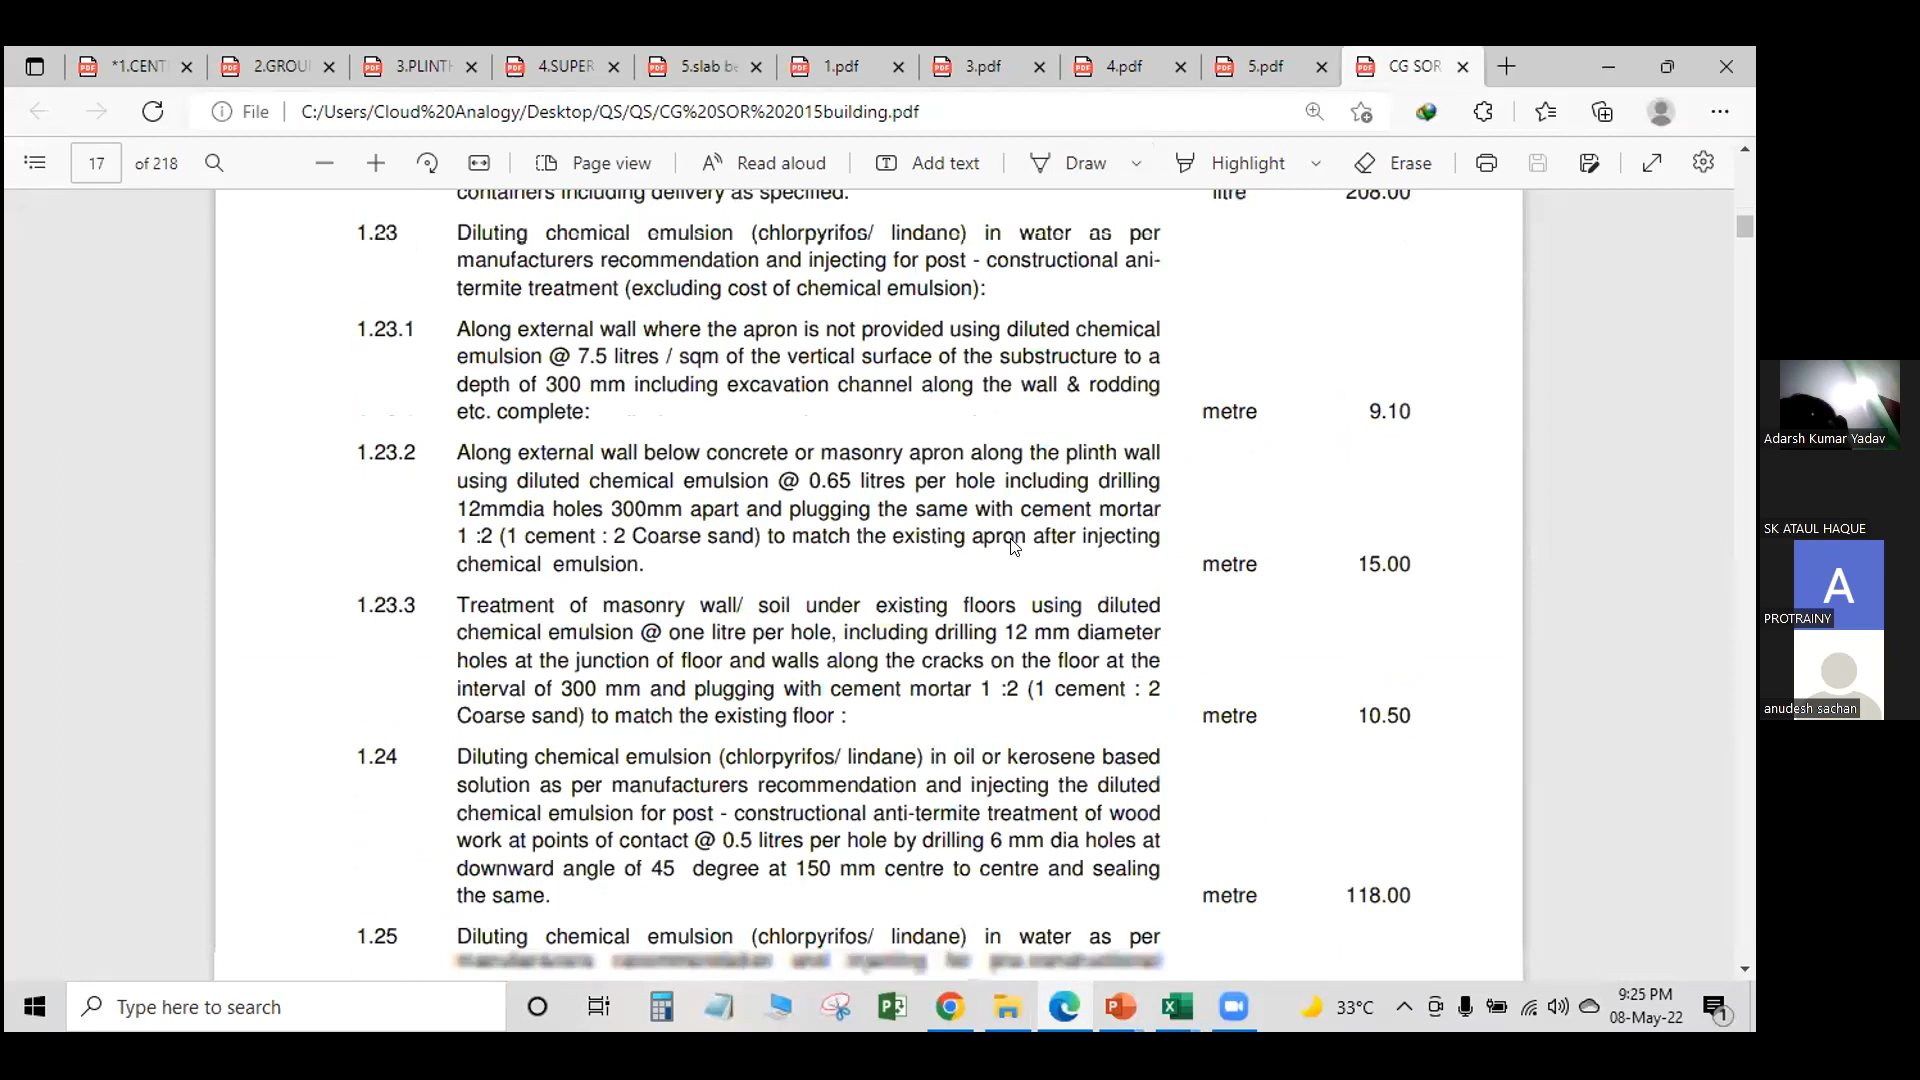 *1.CENT
2.GROUI
3.PLINTH
4.SUPER
5.slab be
1.pdf
3.pdf
4.pdf
5.pdf
CG SOR
File
C:/Users/Cloud%20Analogy/Desktop/QS/QS/CG%20SOR%202015building.pdf
17 of 218
Page view
Read aloud
Add text
Draw
Highlight
Erase
containers including delivery as specified. litre 208.00
1.23 Diluting chemical emulsion (chlorpyrifos/ lindane) in water as per
manufacturers recommendation and injecting for post - constructional ani-
termite treatment (excluding cost of chemical emulsion):
1.23.1 Along external wall where the apron is not provided using diluted chemical
emulsion @ 7.5 litres / sqm of the vertical surface of the substructure to a
depth of 300 mm including excavation channel along the wall & rodding
etc. complete: metre 9.10
1.23.2 Along external wall below concrete or masonry apron along the plinth wall
using diluted chemical emulsion @ 0.65 litres per hole including drilling
12mmdia holes 300mm apart and plugging the same with cement mortar
1 :2 (1 cement : 2 Coarse sand) to match the existing apron after injecting
chemical emulsion. metre 15.00
1.23.3 Treatment of masonry wall/ soil under existing floors using diluted
chemical emulsion @ one litre per hole, including drilling 12 mm diameter
holes at the junction of floor and walls along the cracks on the floor at the
interval of 300 mm and plugging with cement mortar 1 :2 (1 cement : 2
Coarse sand) to match the existing floor : metre 10.50
1.24 Diluting chemical emulsion (chlorpyrifos/ lindane) in oil or kerosene based
solution as per manufacturers recommendation and injecting the diluted
chemical emulsion for post - constructional anti-termite treatment of wood
work at points of contact @ 0.5 litres per hole by drilling 6 mm dia holes at
downward angle of 45 degree at 150 mm centre to centre and sealing
the same. metre 118.00
1.25 Diluting chemical emulsion (chlorpyrifos/ lindane) in water as per
Adarsh Kumar Yadav
SK ATAUL HAQUE
A
PROTRAINY
anudesh sachan
Type here to search
33°C
9:25 PM
08-May-22
1